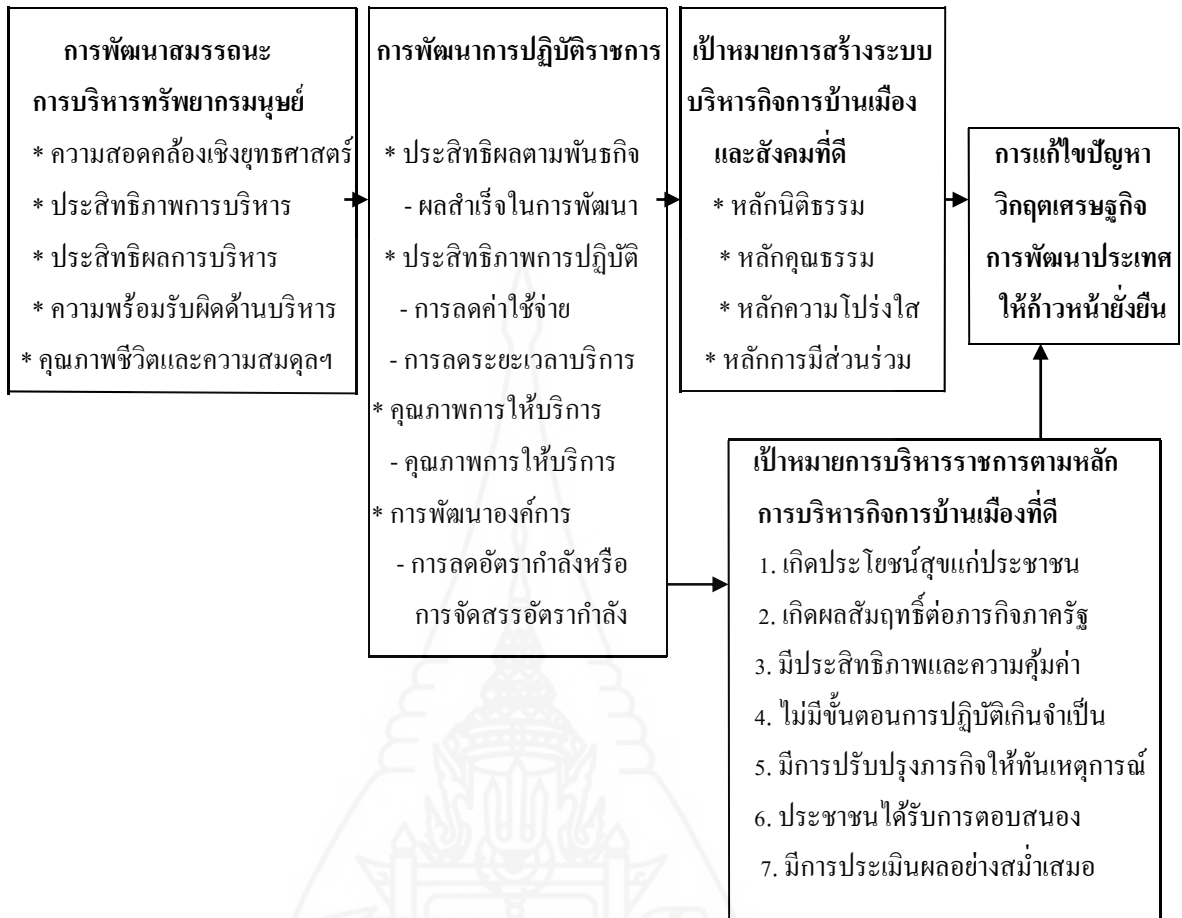 การพัฒนาสมรรถนะ
การบริหารทรัพยากรมนุษย์
* ความสอดคล้องเชิงยุทธศาสตร์
* ประสิทธิภาพการบริหาร
* ประสิทธิผลการบริหาร
* ความพร้อมรับผิดด้านบริหาร
* คุณภาพชีวิตและความสมดุลฯ
การพัฒนาการปฏิบัติราชการ
* ประสิทธิผลตามพันธกิจ
- ผลสำเร็จในการพัฒนา
* ประสิทธิภาพการปฏิบัติ
- การลดค่าใช้จ่าย
- การลดระยะเวลาบริการ
* คุณภาพการให้บริการ
- คุณภาพการให้บริการ
* การพัฒนาองค์การ
- การลดอัตรากำลังหรือ
การจัดสรรอัตรากำลัง
เป้าหมายการสร้างระบบ
บริหารกิจการบ้านเมือง
และสังคมที่ดี
* หลักนิติธรรม
* หลักคุณธรรม
* หลักความโปร่งใส
* หลักการมีส่วนร่วม
การแก้ไขปัญหา
วิกฤตเศรษฐกิจ
การพัฒนาประเทศ
ให้ก้าวหน้ายั่งยืน
เป้าหมายการบริหารราชการตามหลัก
การบริหารกิจการบ้านเมืองที่ดี
1. เกิดประโยชน์สุขแก่ประชาชน
2. เกิดผลสัมฤทธิ์ต่อภารกิจภาครัฐ
3. มีประสิทธิภาพและความคุ้มค่า
4. ไม่มีขั้นตอนการปฏิบัติเกินจำเป็น
5. มีการปรับปรุงภารกิจให้ทันเหตุการณ์
6. ประชาชนได้รับการตอบสนอง
7. มีการประเมินผลอย่างสม่ำเสมอ